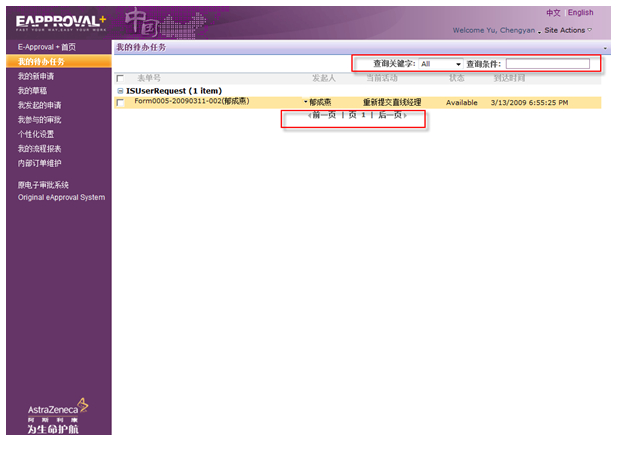 中文 | English
EAPPROVAL+
FAST YOUR WAY.EASY YOUR WORK
中国
Welcome Yu, Chengyan
Site Actions
E-Approval + 首页
我的待办任务
我的新申请
我的草稿
我发起的申请
我参与的审批
个性化设置
我的流程报表
内部订单维护
原电子审批系统
Original eApproval System
我的待办任务
查询关键字: All 查询条件:
表单号 发起人 当前活动 状态 到达时间
ISUserRequest (1 item)
Form0005-20090311-002(郁成燕) 郁成燕 重新提交直线经理 Available 3/13/2009 6:55:25 PM
‹前一页 | 页 1 | 后一页›
AstraZeneca
阿斯利康
为生命护航